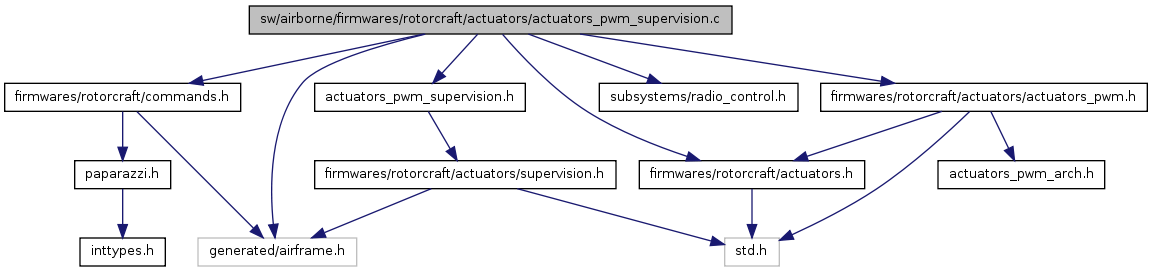 sw/airborne/firmwares/rotorcraft/actuators/actuators_pwm_supervision.c
firmwares/rotorcraft/commands.h
actuators_pwm_supervision.h
subsystems/radio_control.h
firmwares/rotorcraft/actuators/actuators_pwm.h
paparazzi.h
firmwares/rotorcraft/actuators/supervision.h
firmwares/rotorcraft/actuators.h
actuators_pwm_arch.h
inttypes.h
generated/airframe.h
std.h